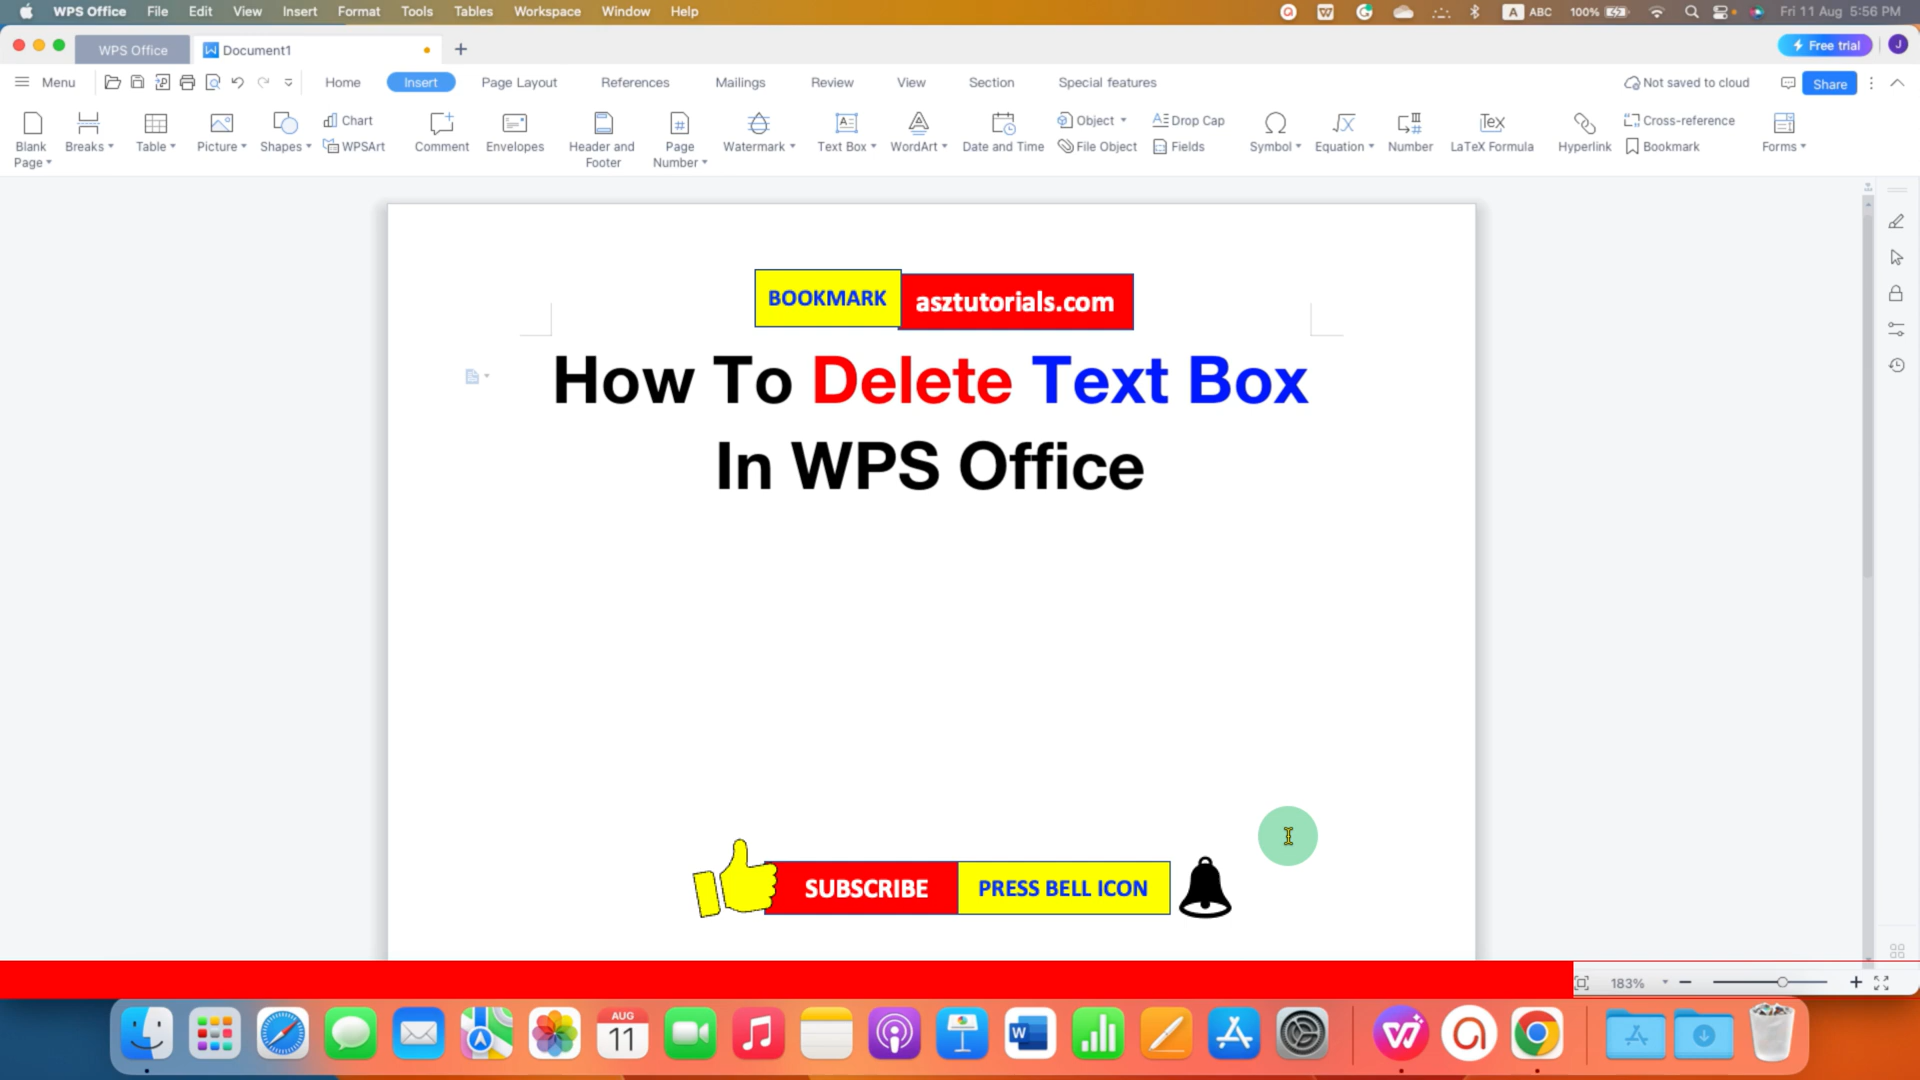 WPS Office File Edit View Insert Format Tools Tables Workspace Window Help A ABC 100% Fri 11 Aug 5:56 PM
WPS Office Document1 Free trial J
Menu Home Insert Page Layout References Mailings Review View Section Special features Not saved to cloud Share
Blank Page Breaks Table Picture Shapes Chart WPSArt Comment Envelopes Header and Footer Page Number Watermark Text Box WordArt Date and Time Object File Object Drop Cap Fields Symbol Equation Number LaTeX Formula Hyperlink Cross-reference Bookmark Forms
BOOKMARK asztutorials.com
How To Delete Text Box
In WPS Office
SUBSCRIBE PRESS BELL ICON
183%
AUG
11